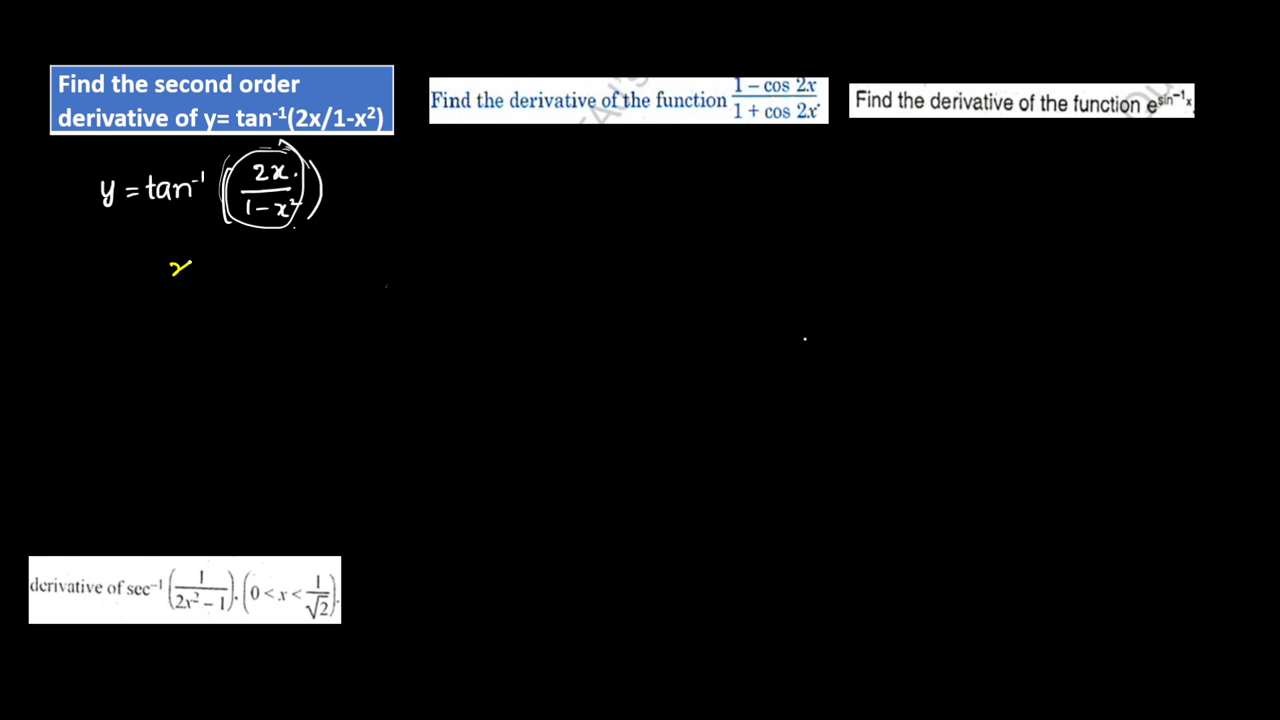 Find the second order
derivative of y= tan⁻¹(2x/1-x²)
Find the derivative of the function (1 – cos 2x)/(1 + cos 2x).
Find the derivative of the function e^(sin⁻¹x).
y = tan⁻¹ (2x/(1 – x²))
derivative of sec⁻¹ (1/(2x² – 1)), (0 < x < 1/√2).